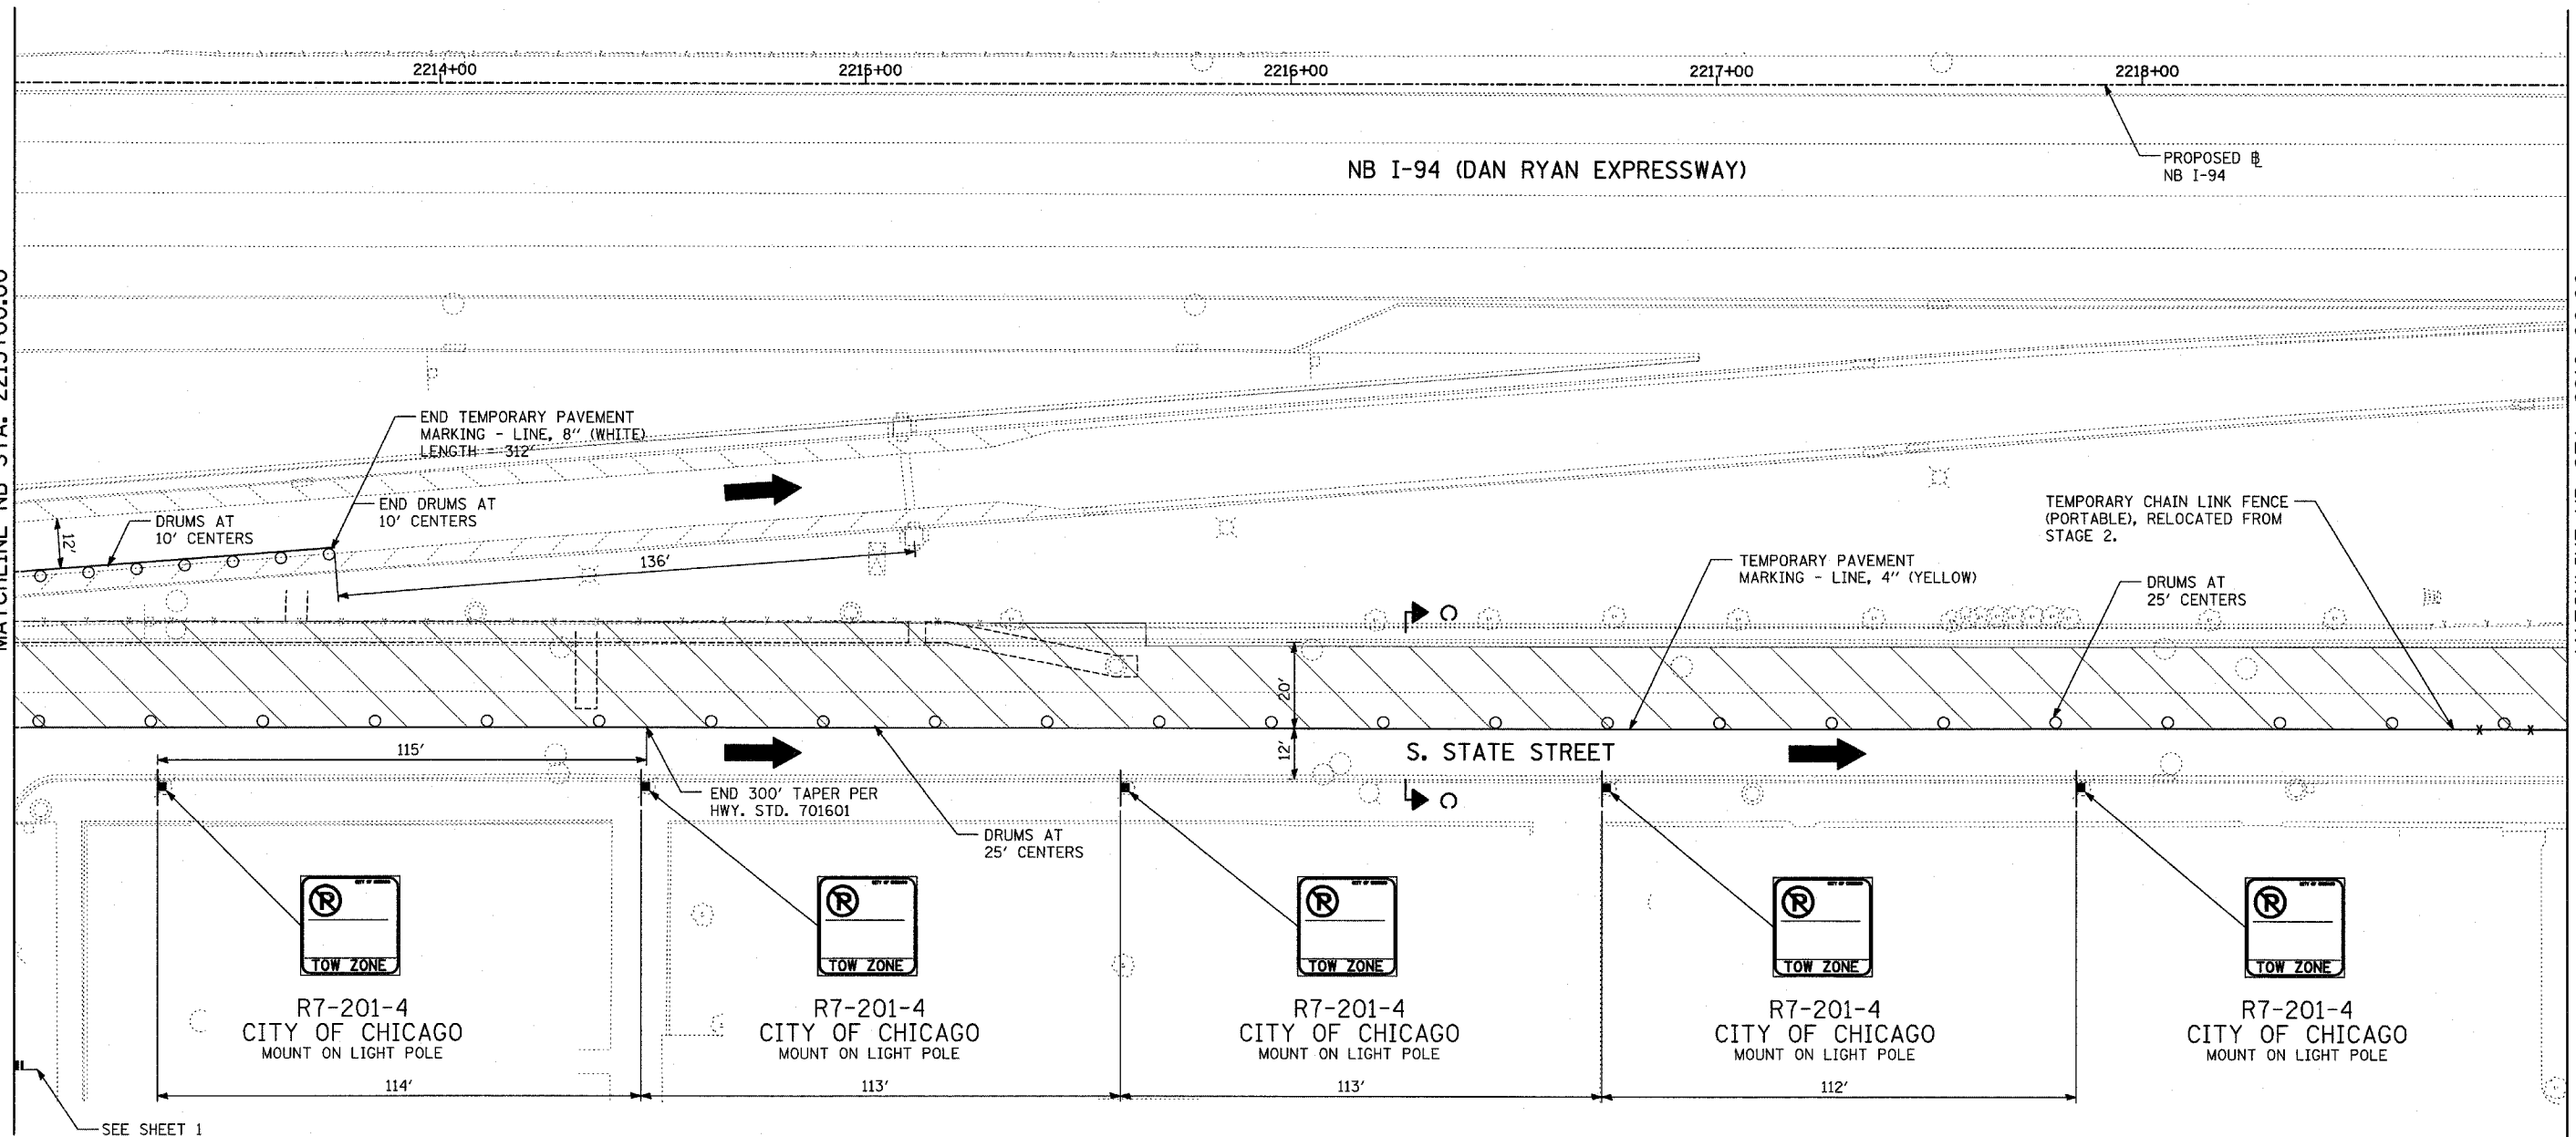 2214+00
2215+00
2216+00
2217+00
2218+00
PROPOSED ℄
NB I-94
NB I-94 (DAN RYAN EXPRESSWAY)
MATCHLINE NB STA. 2213+00.00
END TEMPORARY PAVEMENT
MARKING - LINE, 8" (WHITE)
LENGTH = 312'
END DRUMS AT
10' CENTERS
DRUMS AT
10' CENTERS
12'
136'
TEMPORARY CHAIN LINK FENCE
(PORTABLE), RELOCATED FROM
STAGE 2.
TEMPORARY PAVEMENT
MARKING - LINE, 4" (YELLOW)
DRUMS AT
25' CENTERS
O
20'
115'
12'
S. STATE STREET
END 300' TAPER PER
HWY. STD. 701601
O
DRUMS AT
25' CENTERS
TOW ZONE
TOW ZONE
TOW ZONE
TOW ZONE
TOW ZONE
R7-201-4
CITY OF CHICAGO
MOUNT ON LIGHT POLE
R7-201-4
CITY OF CHICAGO
MOUNT ON LIGHT POLE
R7-201-4
CITY OF CHICAGO
MOUNT ON LIGHT POLE
R7-201-4
CITY OF CHICAGO
MOUNT ON LIGHT POLE
R7-201-4
CITY OF CHICAGO
MOUNT ON LIGHT POLE
114'
113'
113'
112'
SEE SHEET 1